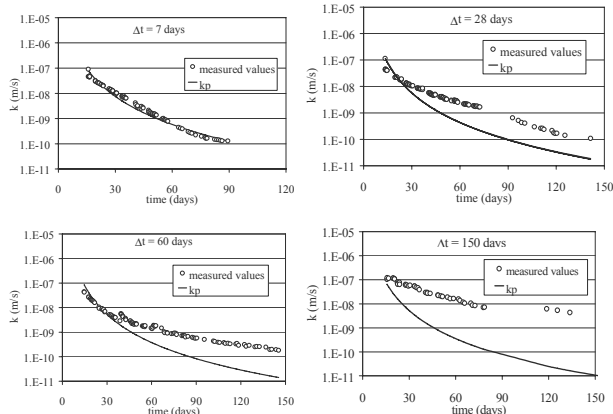 Δt = 7 days
1.E-05
1.E-06
1.E-07
1.E-08
1.E-09
1.E-10
1.E-11
k (m/s)
measured values
kp
0 30 60 90 120
time (days)
Δt = 28 days
1.E-05
1.E-06
1.E-07
1.E-08
1.E-09
1.E-10
1.E-11
k (m/s)
measured values
kp
0 30 60 90 120 150
time (days)
Δt = 60 days
1.E-05
1.E-06
1.E-07
1.E-08
1.E-09
1.E-10
1.E-11
k (m/s)
measured values
kp
0 30 60 90 120 150
time (days)
Δt = 150 days
1.E-05
1.E-06
1.E-07
1.E-08
1.E-09
1.E-10
1.E-11
k (m/s)
measured values
kp
0 30 60 90 120 150
time (days)